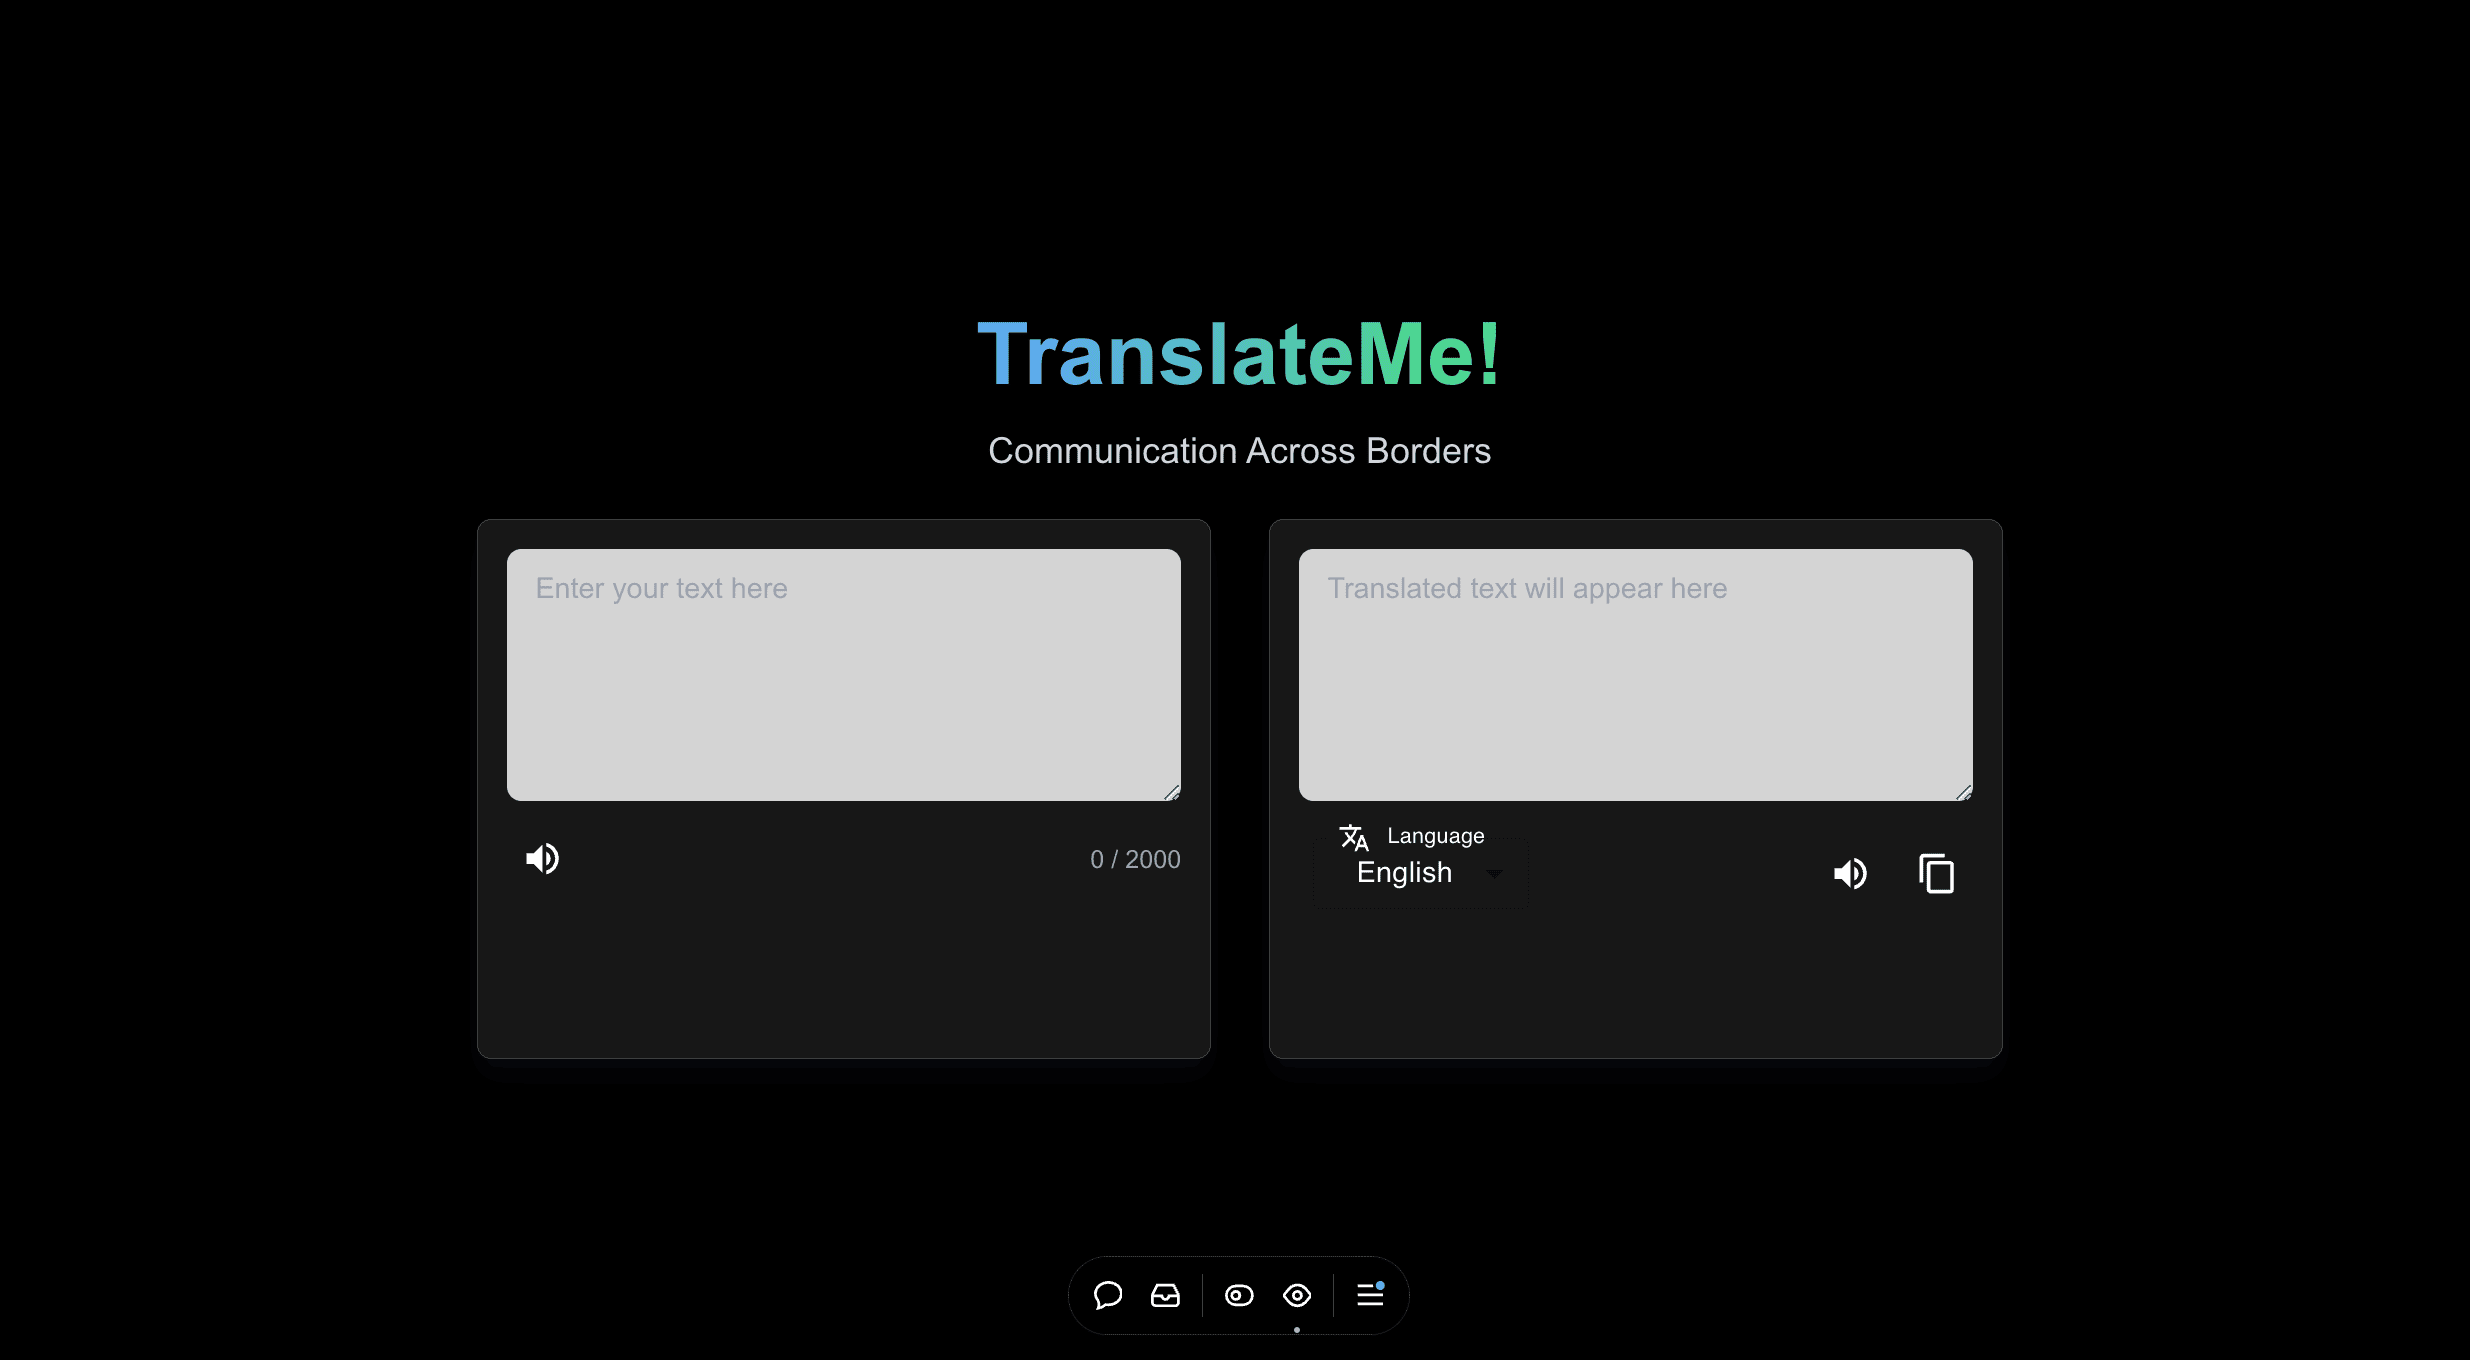 TranslateMe!
Communication Across Borders
Enter your text here
0 / 2000
Translated text will appear here
Language
English